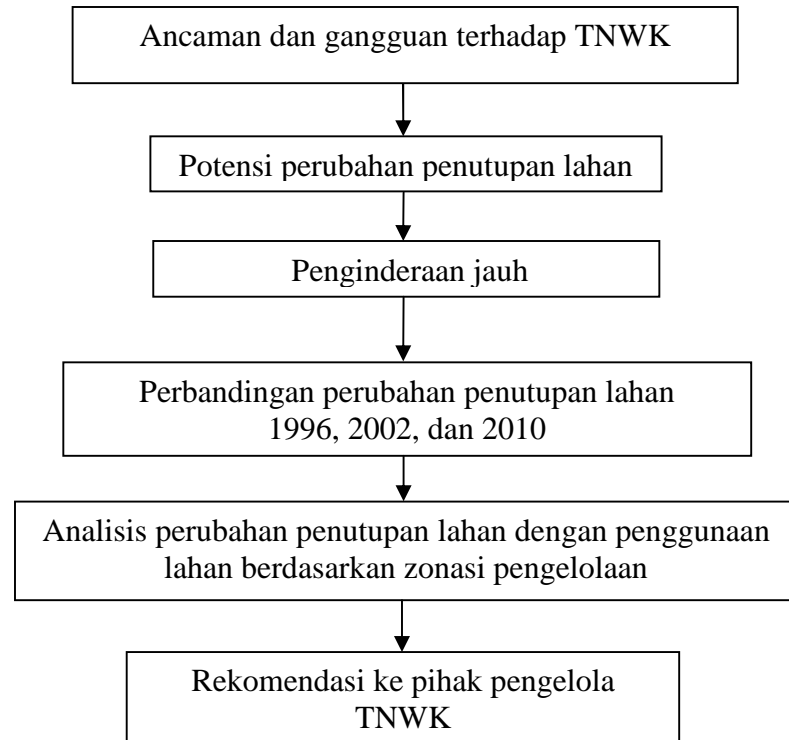 Ancaman dan gangguan terhadap TNWK
Potensi perubahan penutupan lahan
Penginderaan jauh
Perbandingan perubahan penutupan lahan
1996, 2002, dan 2010
Analisis perubahan penutupan lahan dengan penggunaan
lahan berdasarkan zonasi pengelolaan
Rekomendasi ke pihak pengelola
TNWK